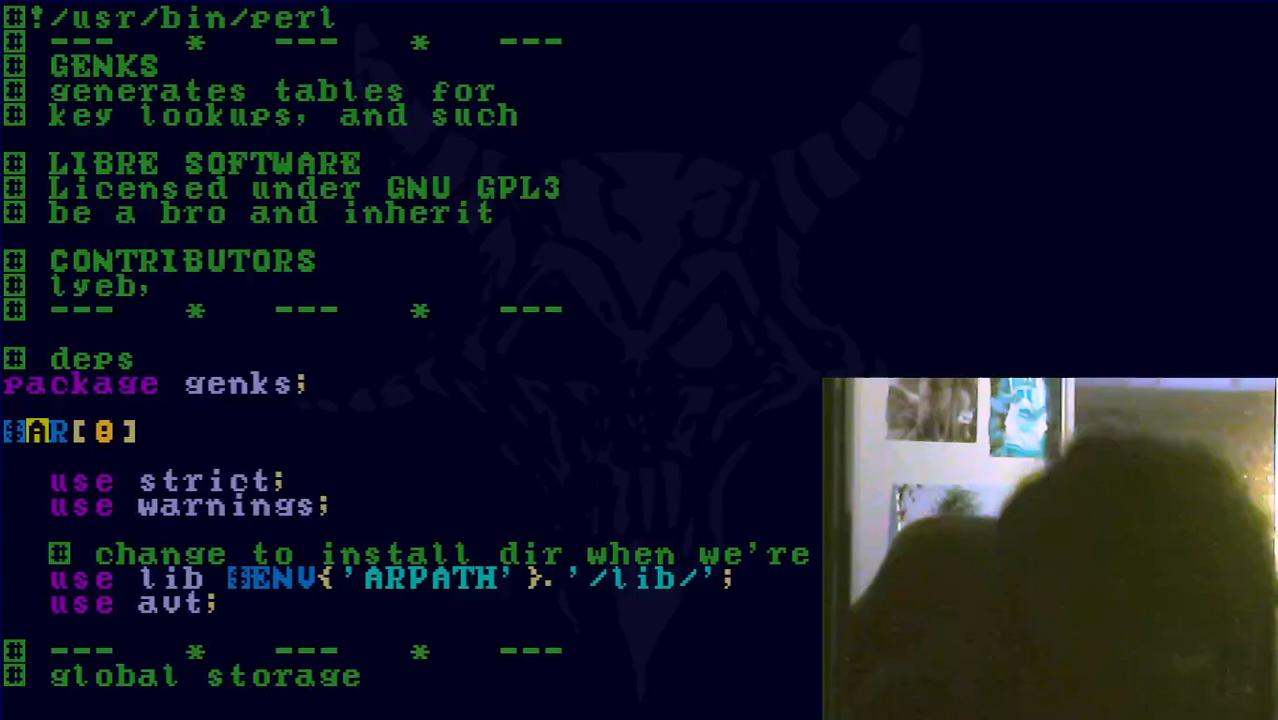 #!/usr/bin/perl
# --- * --- * ---
# GENKS
# generates tables for
# key lookups, and such
# LIBRE SOFTWARE
# Licensed under GNU GPL3
# be a bro and inherit
# CONTRIBUTORS
# lyeb,
# --- * --- * ---
# deps
package genks;
$AR[0]
use strict;
use warnings;
# change to install dir when we're
use lib $ENV{'ARPATH'}.'/lib/';
use avt;
# --- * --- * ---
# global storage